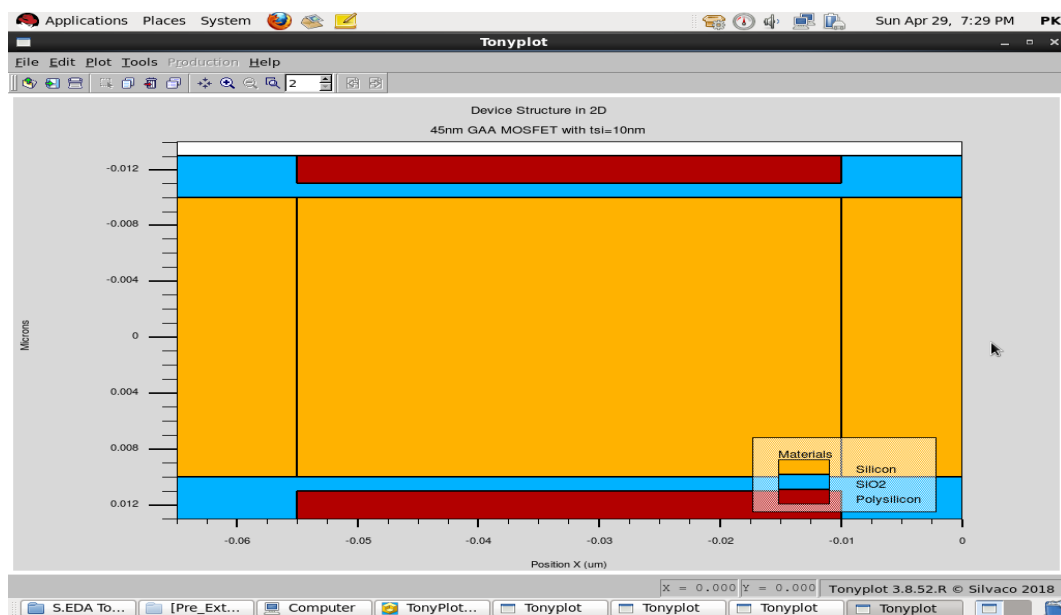 Applications Places System Sun Apr 29, 7:29 PM PK
Tonyplot
File Edit Plot Tools Production Help
2
Device Structure in 2D
45nm GAA MOSFET with tsi=10nm
-0.012
-0.008
-0.004
0
0.004
0.008
0.012
Microns
Materials
Silicon
SiO2
Polysilicon
-0.06 -0.05 -0.04 -0.03 -0.02 -0.01 0
Position X (um)
X = 0.000 Y = 0.000 Tonyplot 3.8.52.R © Silvaco 2018
S.EDA To... [Pre_Ext... Computer TonyPlot... Tonyplot Tonyplot Tonyplot Tonyplot